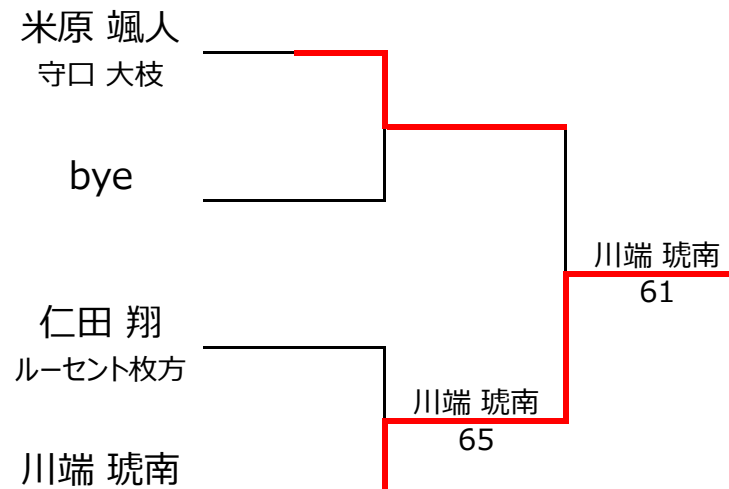 米原 颯人
守口 大枝
bye
川端 琥南
61
仁田 翔
ルーセント枚方
川端 琥南
65
川端 琥南